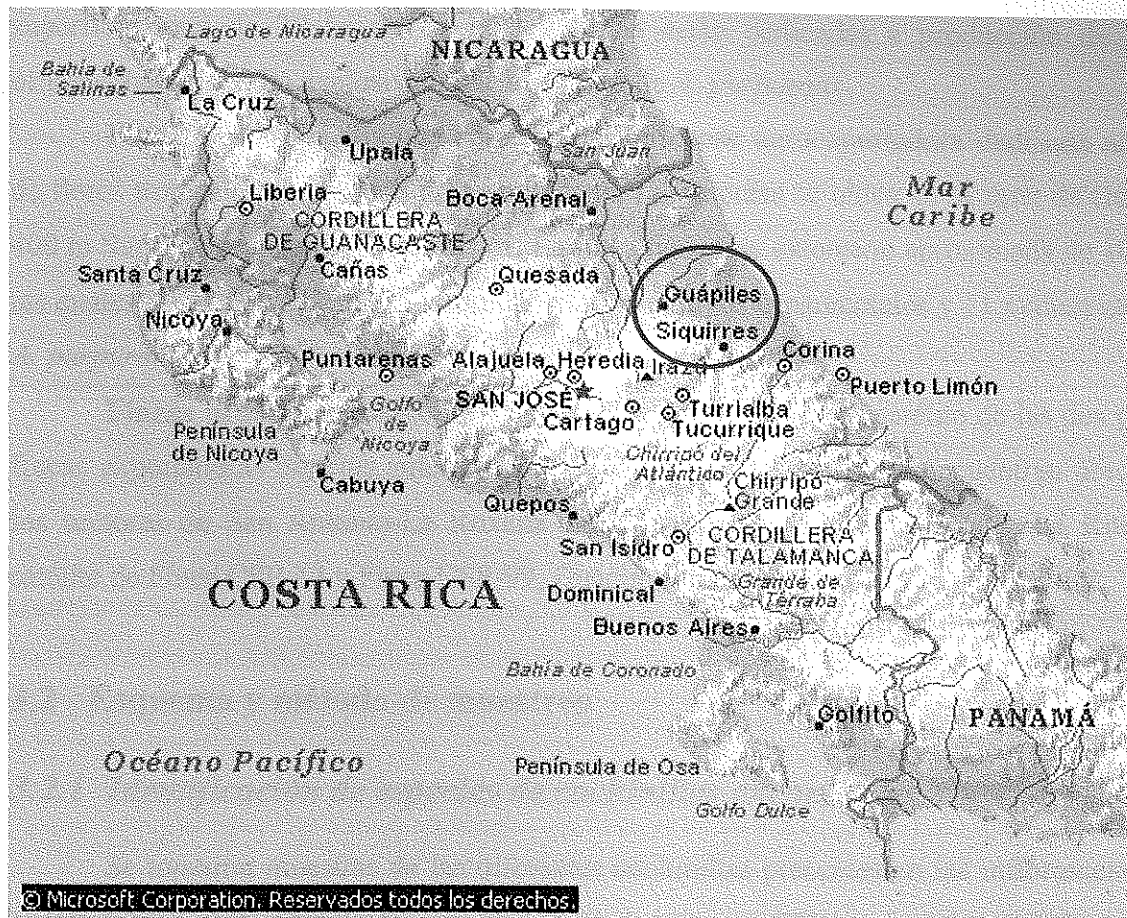 Lago de Nicaragua
NICARAGUA
Bahía de
Salinas
La Cruz
Upala
San Juan
Mar
Caribe
Liberia
Boca Arenal
CORDILLERA
DE GUANACASTE
Cañas
Santa Cruz
Quesada
Guápiles
Nicoya
Siquirres
Puntarenas
Alajuela
Heredia
Irazú
Corina
Puerto Limón
SAN JOSÉ
Golfo
de
Nicoya
Cartago
Turrialba
Tucurrique
Península
de Nicoya
Chirripó del
Atlántico
Cabuya
Chirripó
Grande
Quepos
San Isidro
CORDILLERA
DE TALAMANCA
COSTA RICA
Dominical
Grande de
Térraba
Buenos Aires
Bahía de Coronado
Golfito
PANAMÁ
Océano Pacífico
Península de Osa
Golfo Dulce
© Microsoft Corporation. Reservados todos los derechos.